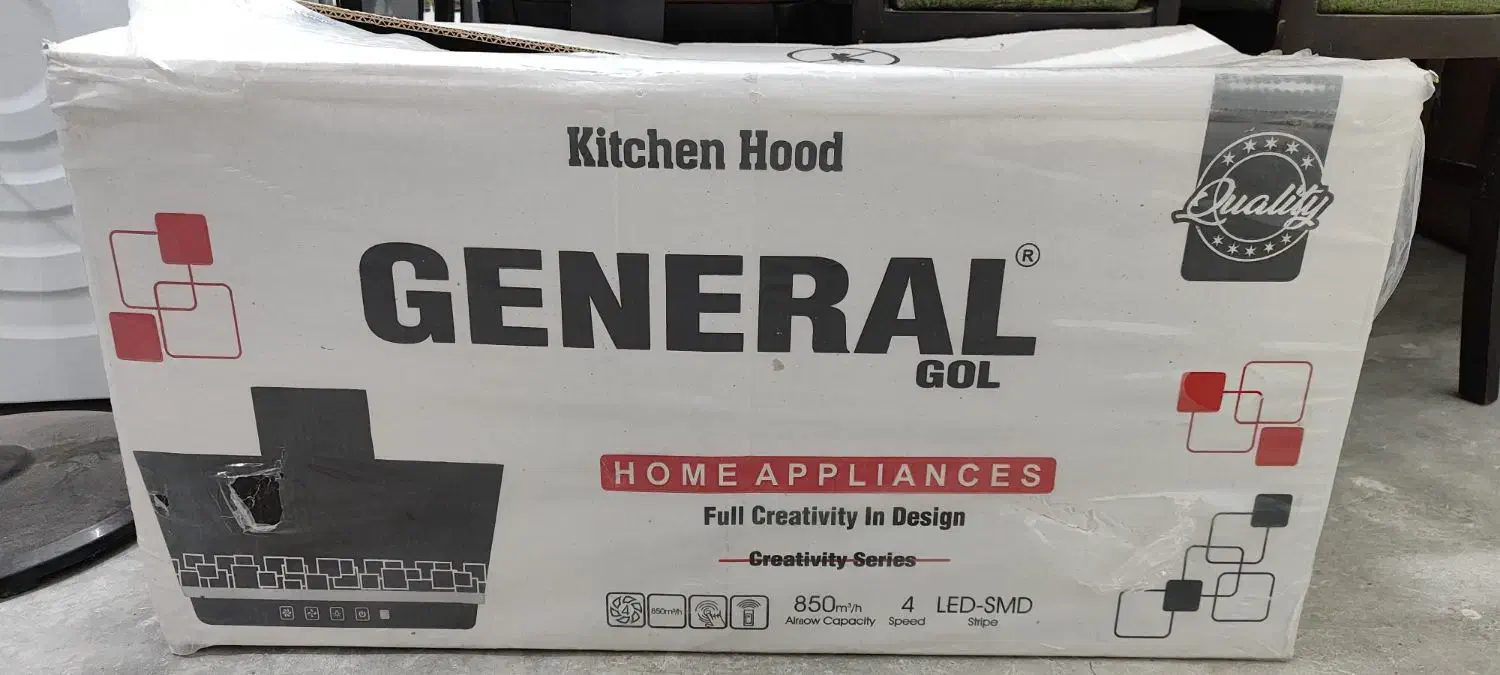 Kitchen Hood
Quality
GENERAL®
GOL
HOME APPLIANCES
Full Creativity In Design
Creativity Series
4
850m³/h
850m³/h
Airflow Capacity
4
Speed
LED-SMD
Stripe